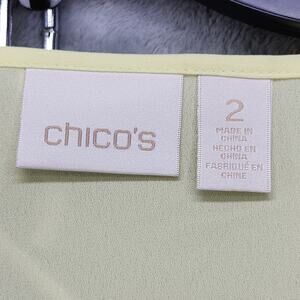 chico's
2
MADE IN
CHINA
HECHO EN
CHINA
FABRIQUÉ EN
CHINE